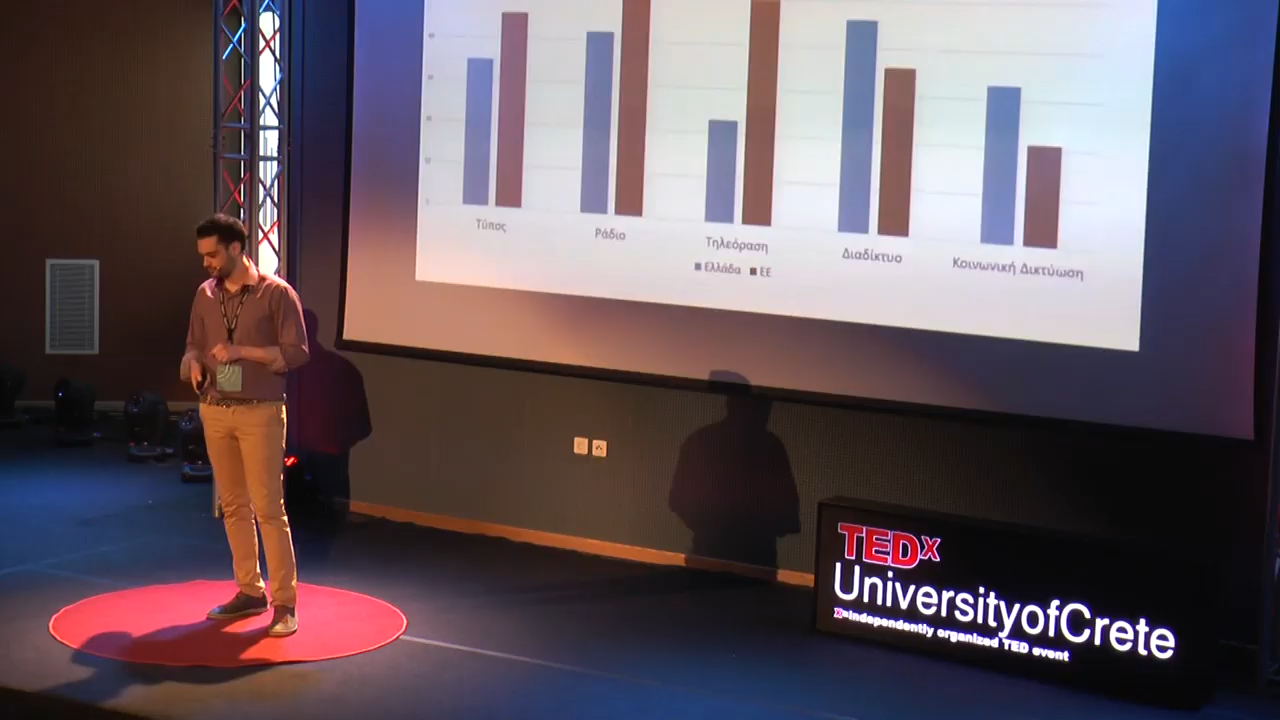 Τύπος
Ράδιο
Τηλεόραση
Διαδίκτυο
Κοινωνική Δικτύωση
Ελλάδα ΕΕ
TEDx
UniversityofCrete
x=independently organized TED event